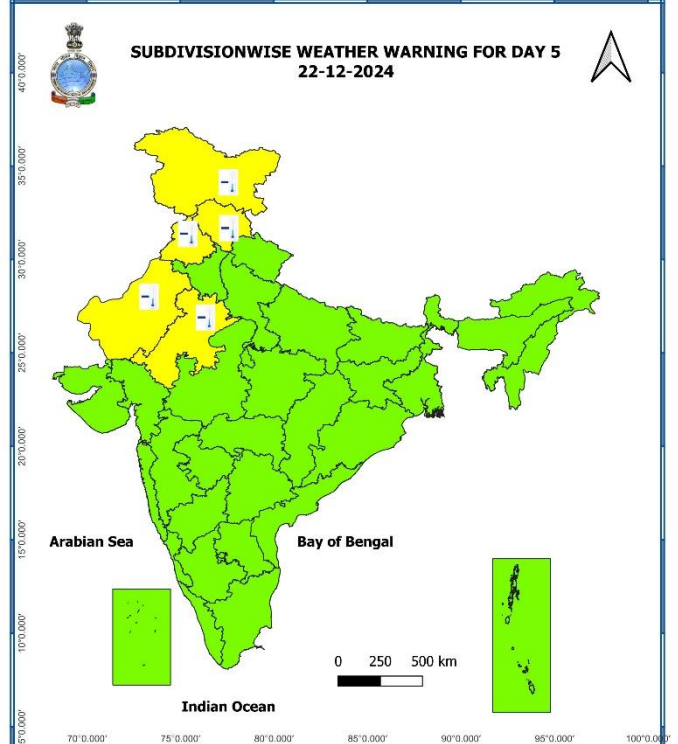 SUBDIVISIONWISE WEATHER WARNING FOR DAY 5
22-12-2024
40°0.000'
35°0.000'
30°0.000'
25°0.000'
20°0.000'
15°0.000'
10°0.000'
5°0.000'
Arabian Sea
Bay of Bengal
0 250 500 km
Indian Ocean
70°0.000' 75°0.000' 80°0.000' 85°0.000' 90°0.000' 95°0.000' 100°0.000'